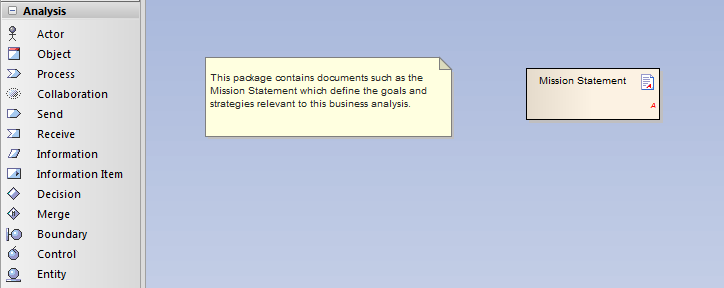 Analysis
Actor
Object
Process
Collaboration
Send
Receive
Information
Information Item
Decision
Merge
Boundary
Control
Entity
This package contains documents such as the
Mission Statement which define the goals and
strategies relevant to this business analysis.
Mission Statement
A